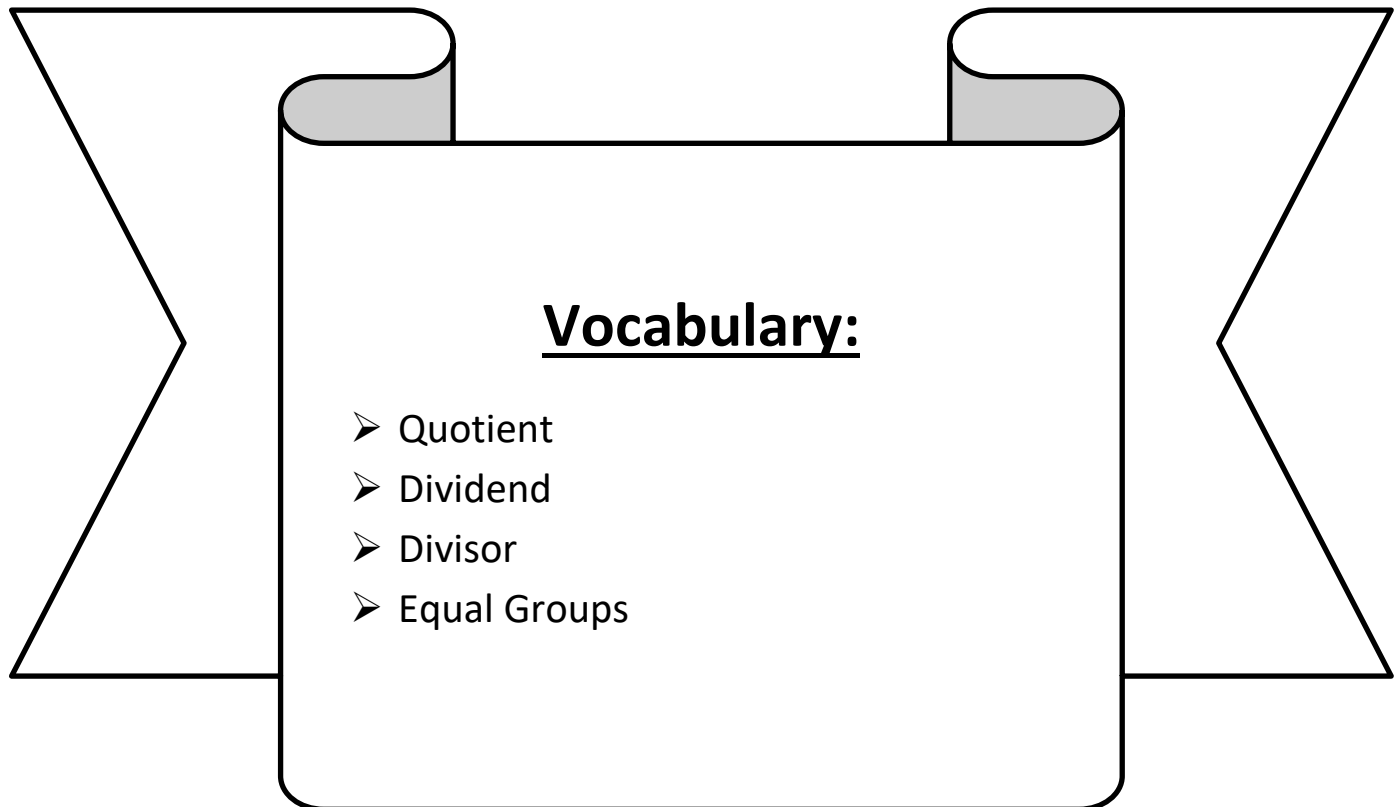 Vocabulary:
➢ Quotient
➢ Dividend
➢ Divisor
➢ Equal Groups